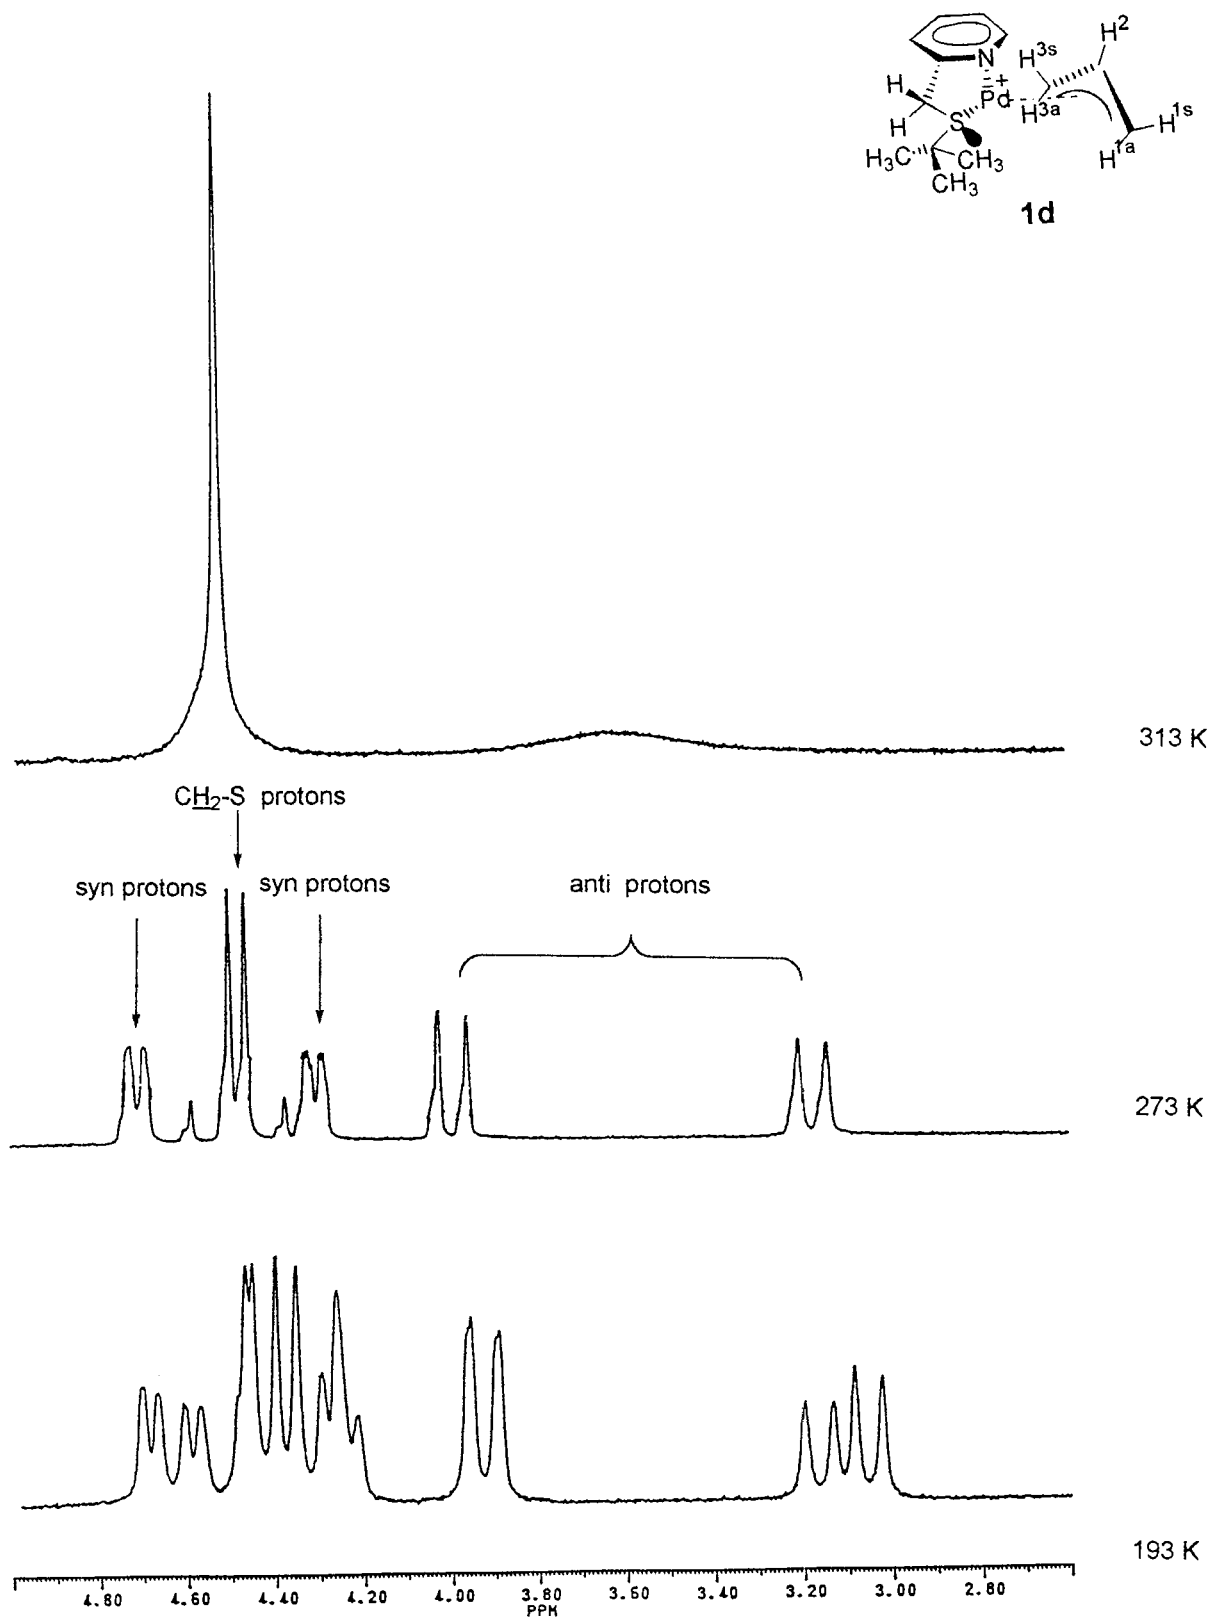 H²
H³ˢ
N
H
Pd
+
H³ᵃ
H¹ˢ
S
H
H¹ᵃ
H₃C
CH₃
CH₃
1d
313 K
CH₂-S protons
syn protons
syn protons
anti protons
273 K
193 K
4.80 4.60 4.40 4.20 4.00 3.80 3.60 3.40 3.20 3.00 2.80
PPM